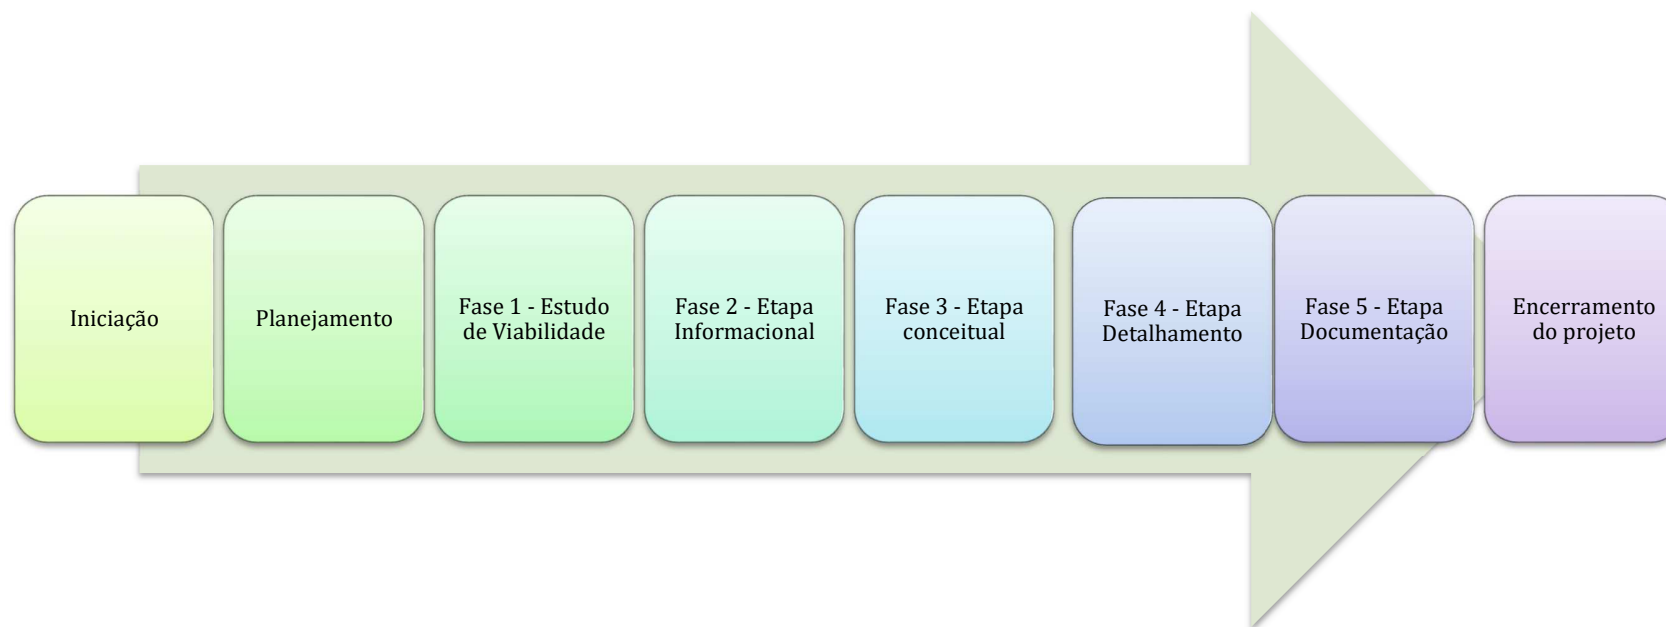 Iniciação
Planejamento
Fase 1 - Estudo
de Viabilidade
Fase 2 - Etapa
Informacional
Fase 3 - Etapa
conceitual
Fase 4 - Etapa
Detalhamento
Fase 5 - Etapa
Documentação
Encerramento
do projeto